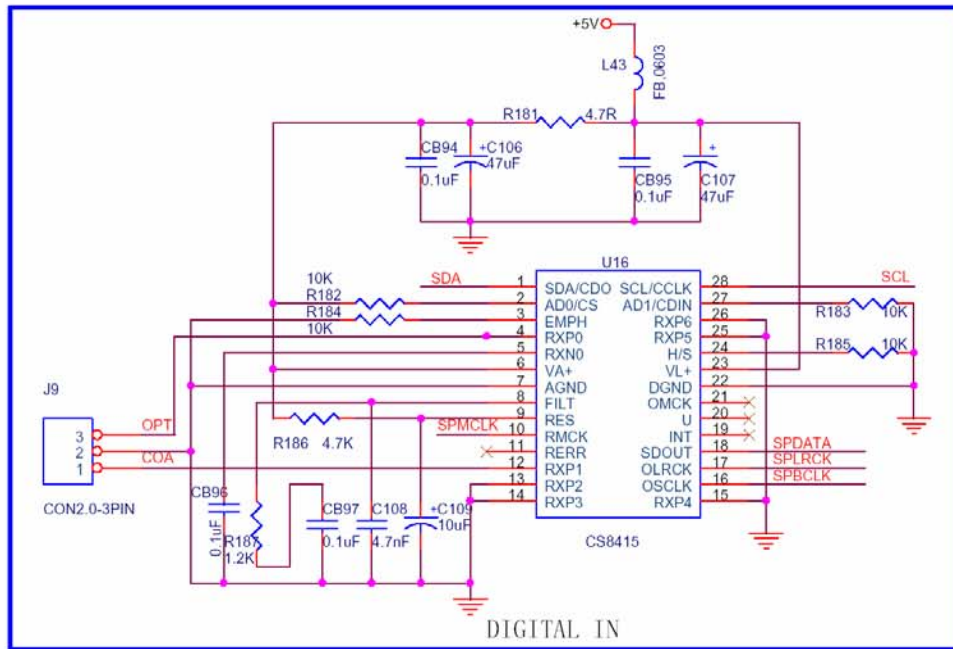 +5V
L43
FB,0603
R181 4.7R
CB94
0.1uF
+C106
47uF
CB95
0.1uF
+
C107
47uF
U16
10K
R182
R184
10K
SDA
SCL
1 SDA/CDO SCL/CCLK 28
2 AD0/CS AD1/CDIN 27
3 EMPH RXP6 26
4 RXP0 RXP5 25
5 RXN0 H/S 24
6 VA+ VL+ 23
7 AGND DGND 22
8 FILT OMCK 21
9 RES U 20
10 RMCK INT 19
11 RERR SDOUT 18
12 RXP1 OLRCK 17
13 RXP2 OSCLK 16
14 RXP3 RXP4 15
R183 10K
R185 10K
J9
3 OPT
2
1 COA
CON2.0-3PIN
R186 4.7K
SPMCLK
SPDATA
SPLRCK
SPBCLK
CB96
0.1uF
R187
1.2K
CB97
0.1uF
C108
4.7nF
+C109
10uF
CS8415
DIGITAL IN